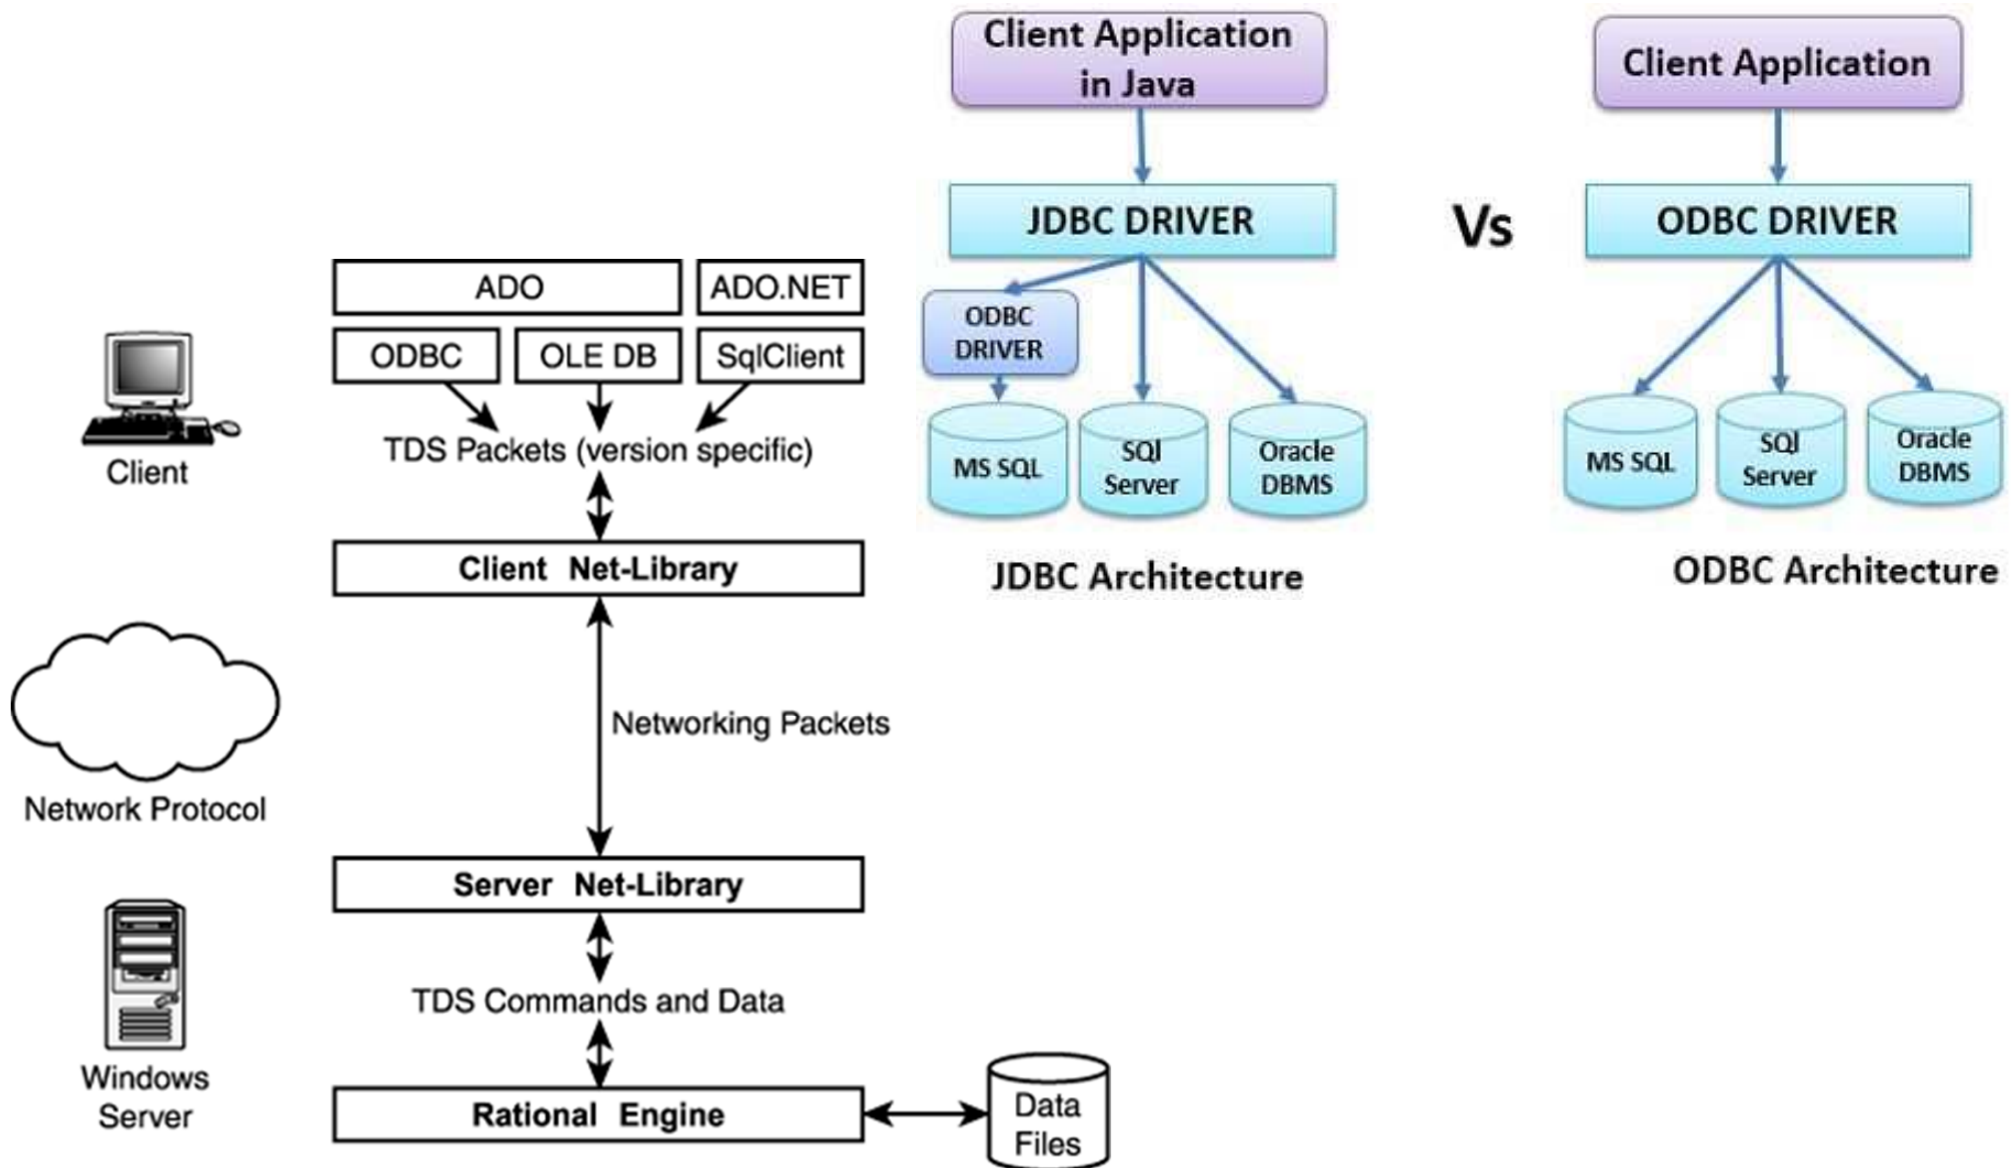 ADO
ADO.NET
ODBC
OLE DB
SqlClient
TDS Packets (version specific)
Client
Client Net-Library
Networking Packets
Network Protocol
Server Net-Library
TDS Commands and Data
Windows
Server
Rational Engine
Data
Files
Client Application
in Java
JDBC DRIVER
ODBC
DRIVER
MS SQL
SQl
Server
Oracle
DBMS
JDBC Architecture
Vs
Client Application
ODBC DRIVER
MS SQL
SQl
Server
Oracle
DBMS
ODBC Architecture